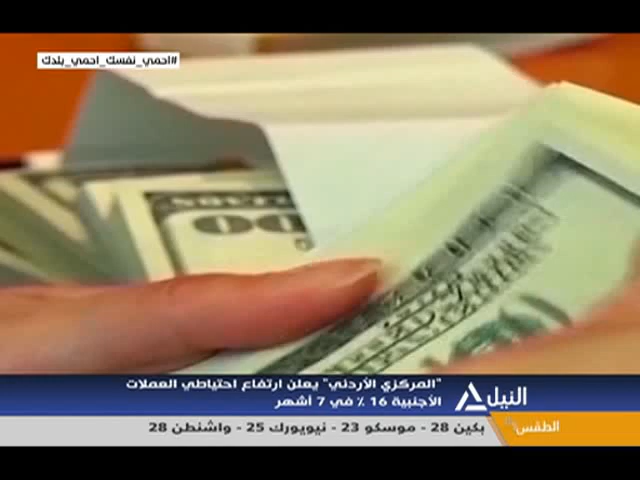 #احمي_نفسك_احمي_بلدك
00
"المركزي الأردني" يعلن ارتفاع احتياطي العملات
الأجنبية 16 ٪ في 7 أشهر
النيل
الطقس
بكين 28 - موسكو 23 - نيويورك 25 - واشنطن 28